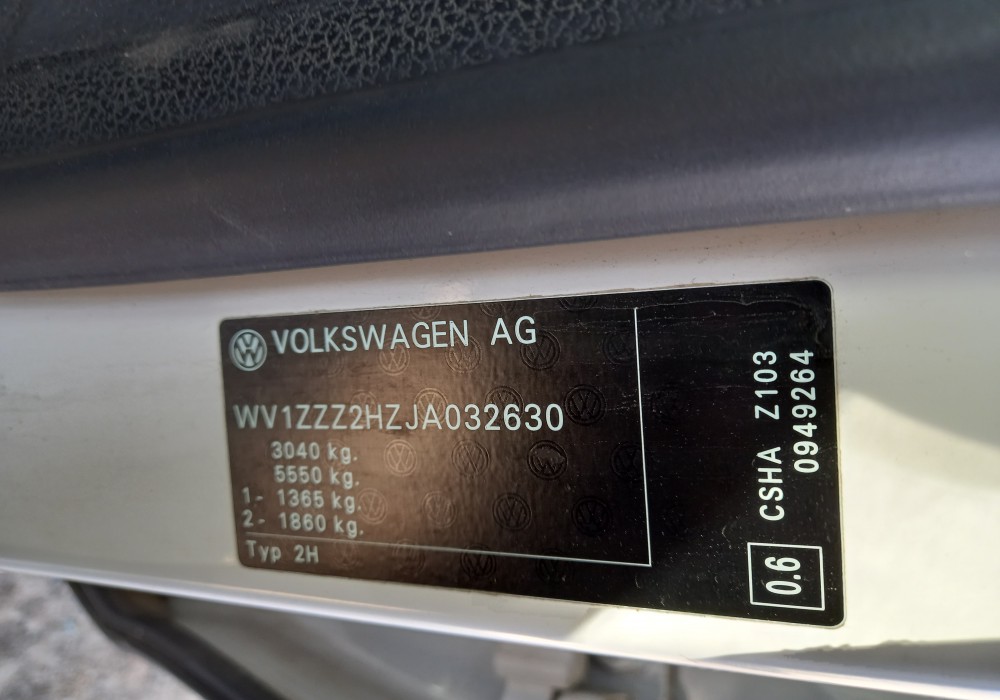 VOLKSWAGEN AG
WV1ZZZ2HZJA032630
3040 kg.
5550 kg.
1- 1365 kg.
2- 1860 kg.
Typ 2H
CSHA Z103
0949264
0.6